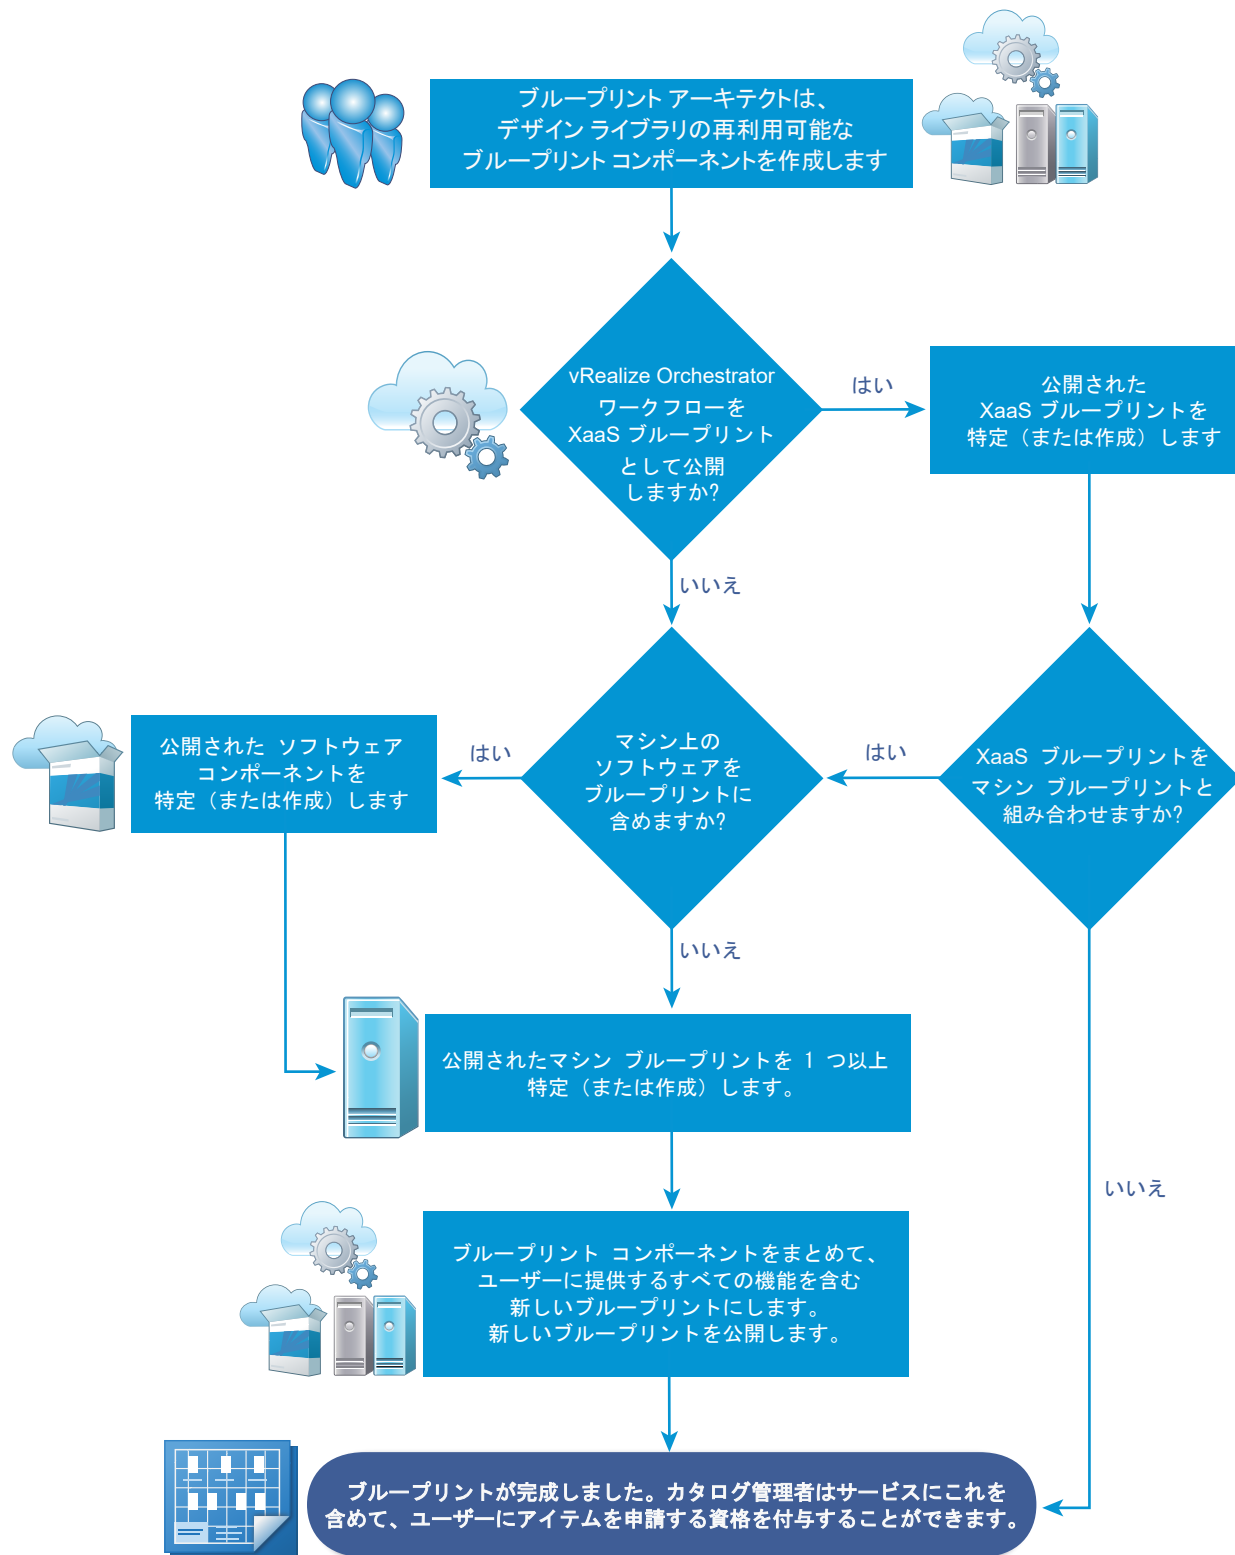 ブループリント アーキテクトは、
デザイン ライブラリの再利用可能な
ブループリント コンポーネントを作成します
vRealize Orchestrator
ワークフローを
XaaS ブループリント
として公開
しますか?
はい
公開された
XaaS ブループリントを
特定（または作成）します
いいえ
公開された ソフトウェア
コンポーネントを
特定（または作成）します
はい
マシン上の
ソフトウェアを
ブループリントに
含めますか?
はい
XaaS ブループリントを
マシン ブループリントと
組み合わせますか?
いいえ
公開されたマシン ブループリントを 1 つ以上
特定（または作成）します。
いいえ
ブループリント コンポーネントをまとめて、
ユーザーに提供するすべての機能を含む
新しいブループリントにします。
新しいブループリントを公開します。
ブループリントが完成しました。カタログ管理者はサービスにこれを
含めて、ユーザーにアイテムを申請する資格を付与することができます。